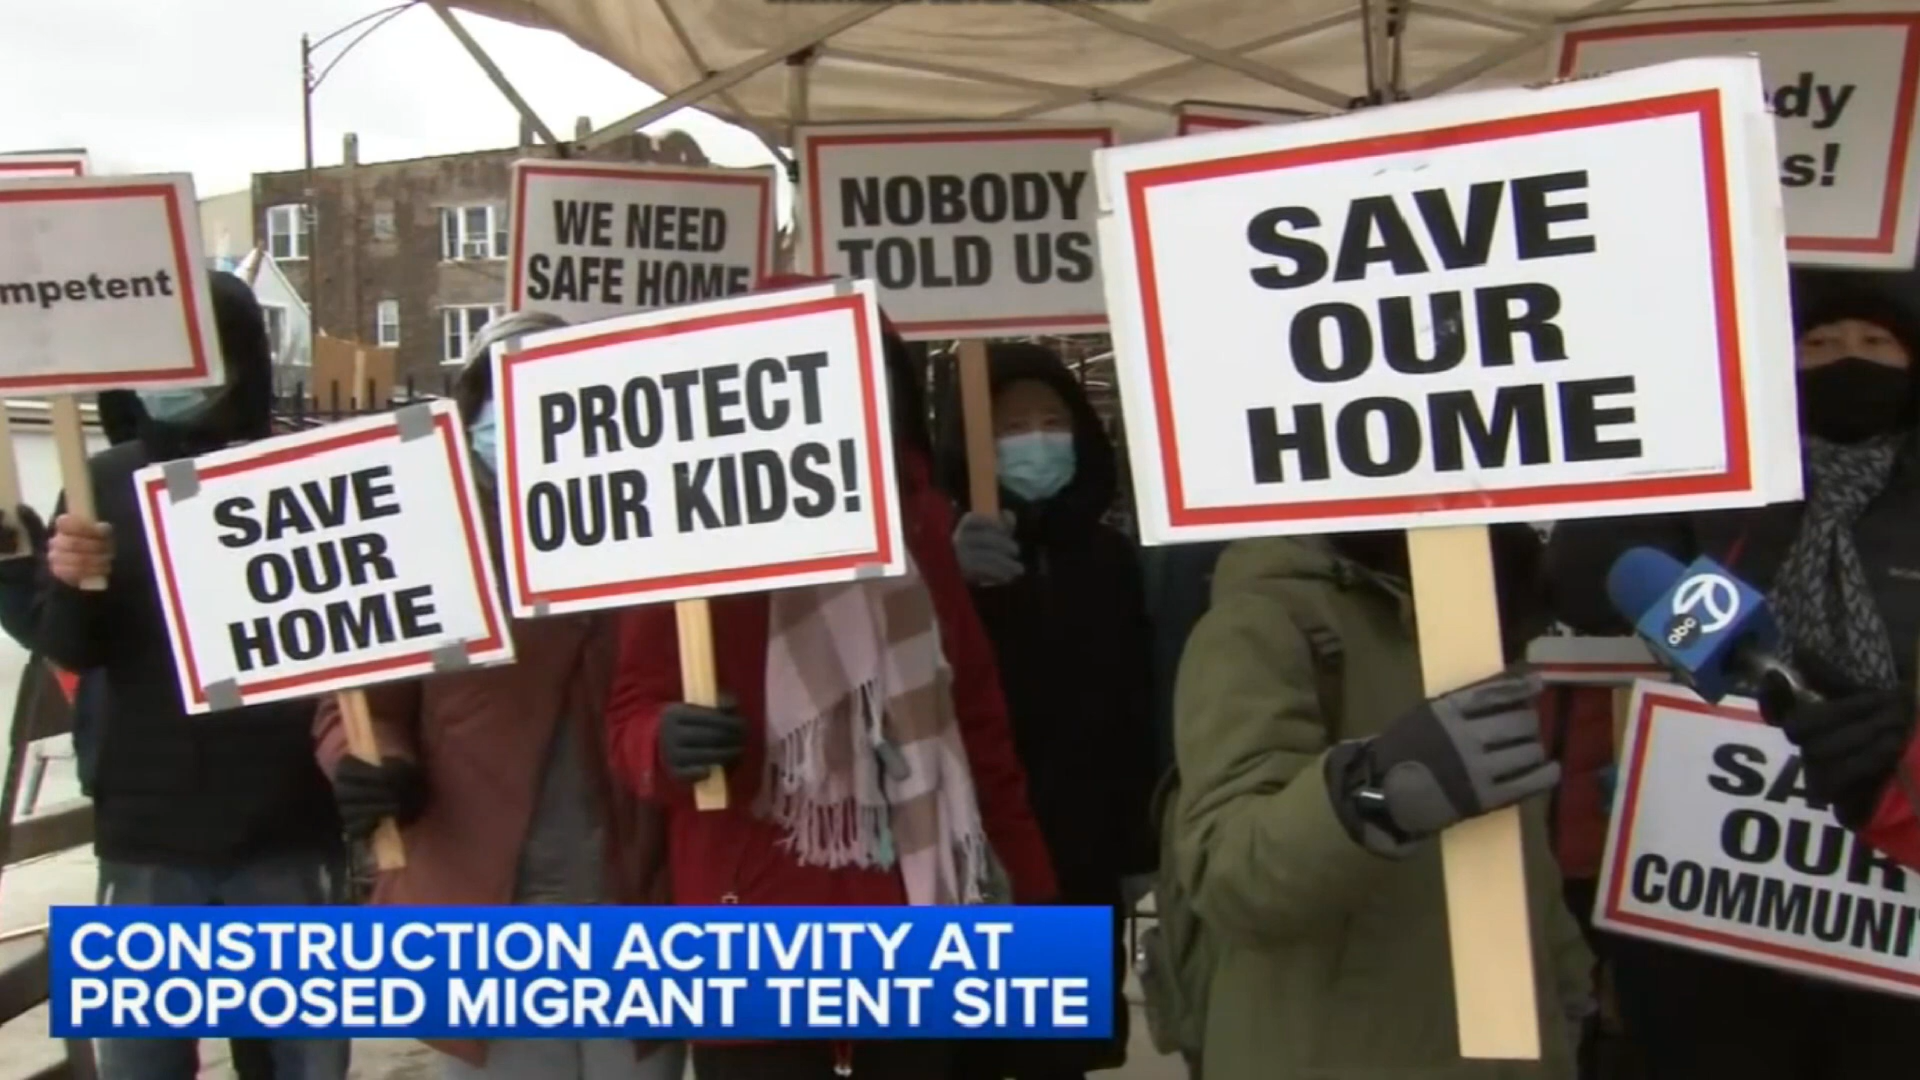 mpetent
WE NEED
SAFE HOME
NOBODY
TOLD US
SAVE
OUR
HOME
dy
s!
SAVE
OUR
HOME
PROTECT
OUR KIDS!
abc 7
SA
OUR
COMMUNI
CONSTRUCTION ACTIVITY AT
PROPOSED MIGRANT TENT SITE